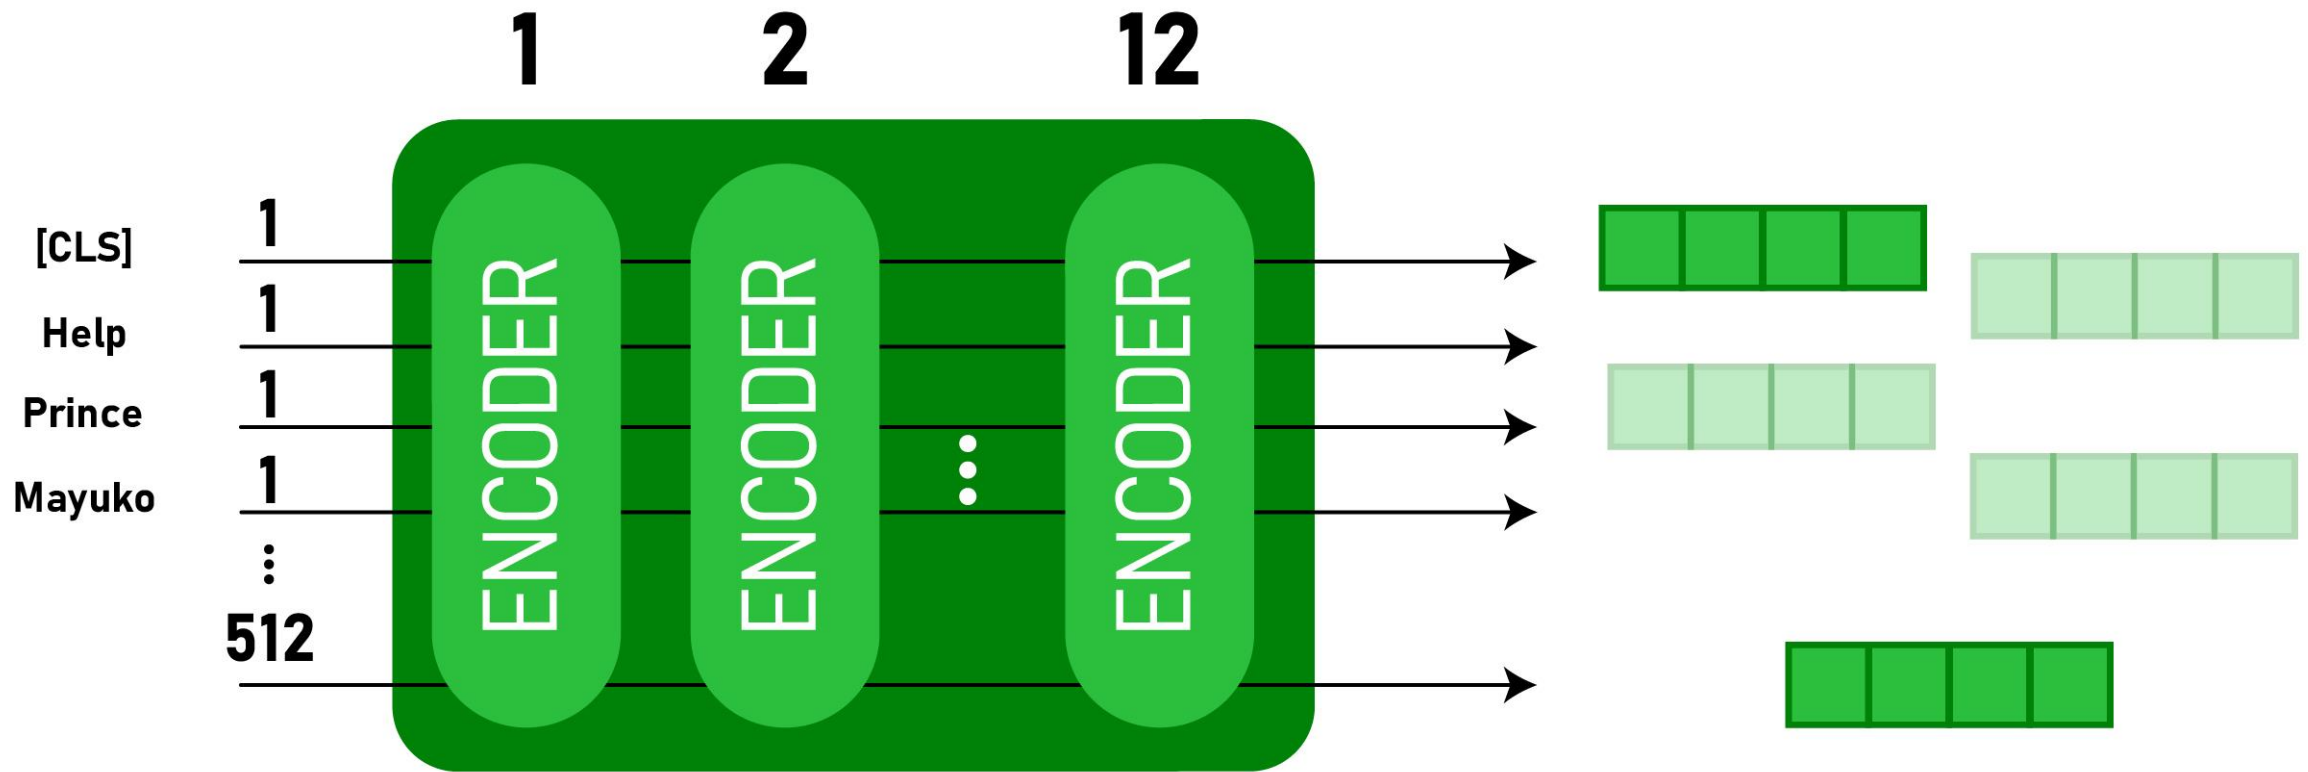 1 2 12
[CLS] 1
Help 1
Prince 1
Mayuko 1
512
ENCODER
ENCODER
ENCODER